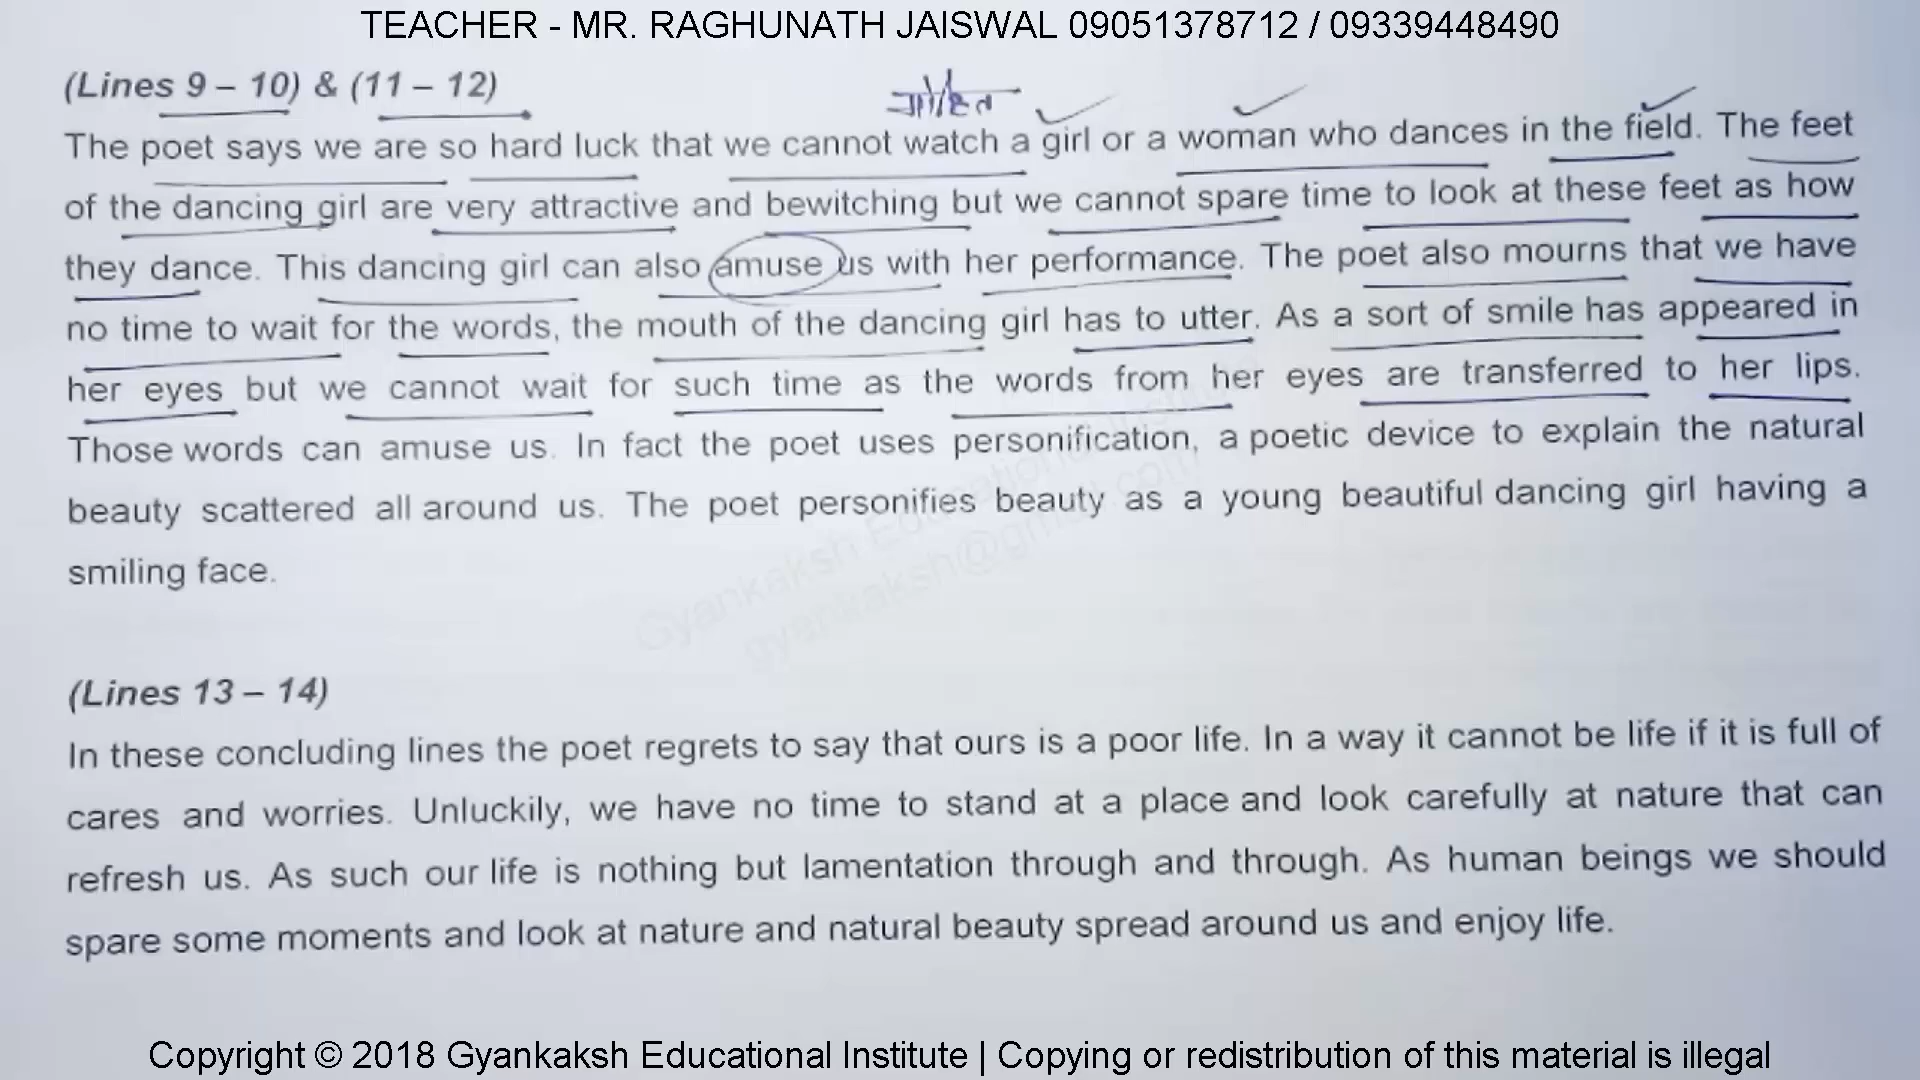 TEACHER - MR. RAGHUNATH JAISWAL 09051378712 / 09339448490
(Lines 9 – 10) & (11 – 12)
The poet says we are so hard luck that we cannot watch a girl or a woman who dances in the field. The feet
of the dancing girl are very attractive and bewitching but we cannot spare time to look at these feet as how
they dance. This dancing girl can also amuse us with her performance. The poet also mourns that we have
no time to wait for the words, the mouth of the dancing girl has to utter. As a sort of smile has appeared in
her eyes but we cannot wait for such time as the words from her eyes are transferred to her lips.
Those words can amuse us. In fact the poet uses personification, a poetic device to explain the natural
beauty scattered all around us. The poet personifies beauty as a young beautiful dancing girl having a
smiling face.
Gyankaksh Educational Institute
gyankaksh@gmail.com
(Lines 13 – 14)
In these concluding lines the poet regrets to say that ours is a poor life. In a way it cannot be life if it is full of
cares and worries. Unluckily, we have no time to stand at a place and look carefully at nature that can
refresh us. As such our life is nothing but lamentation through and through. As human beings we should
spare some moments and look at nature and natural beauty spread around us and enjoy life.
Copyright © 2018 Gyankaksh Educational Institute | Copying or redistribution of this material is illegal